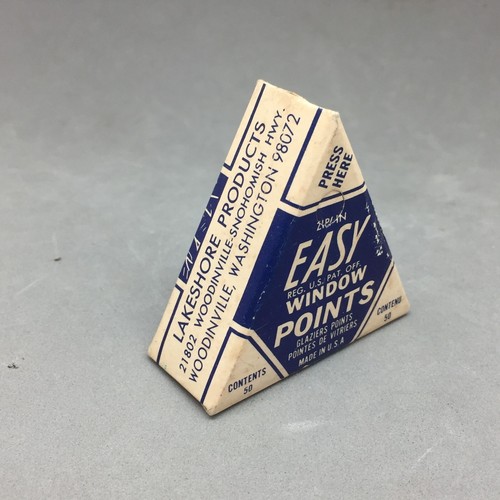 LAKESHORE PRODUCTS
21802 WOODINVILLE-SNOHOMISH HWY.
WOODINVILLE, WASHINGTON 98072
PRESS
HERE
EASY
REG. U.S. PAT. OFF.
WINDOW
POINTS
GLAZIERS POINTS
POINTES DE VITRIERS
MADE IN U S A
CONTENTS
50
CONTENU
50